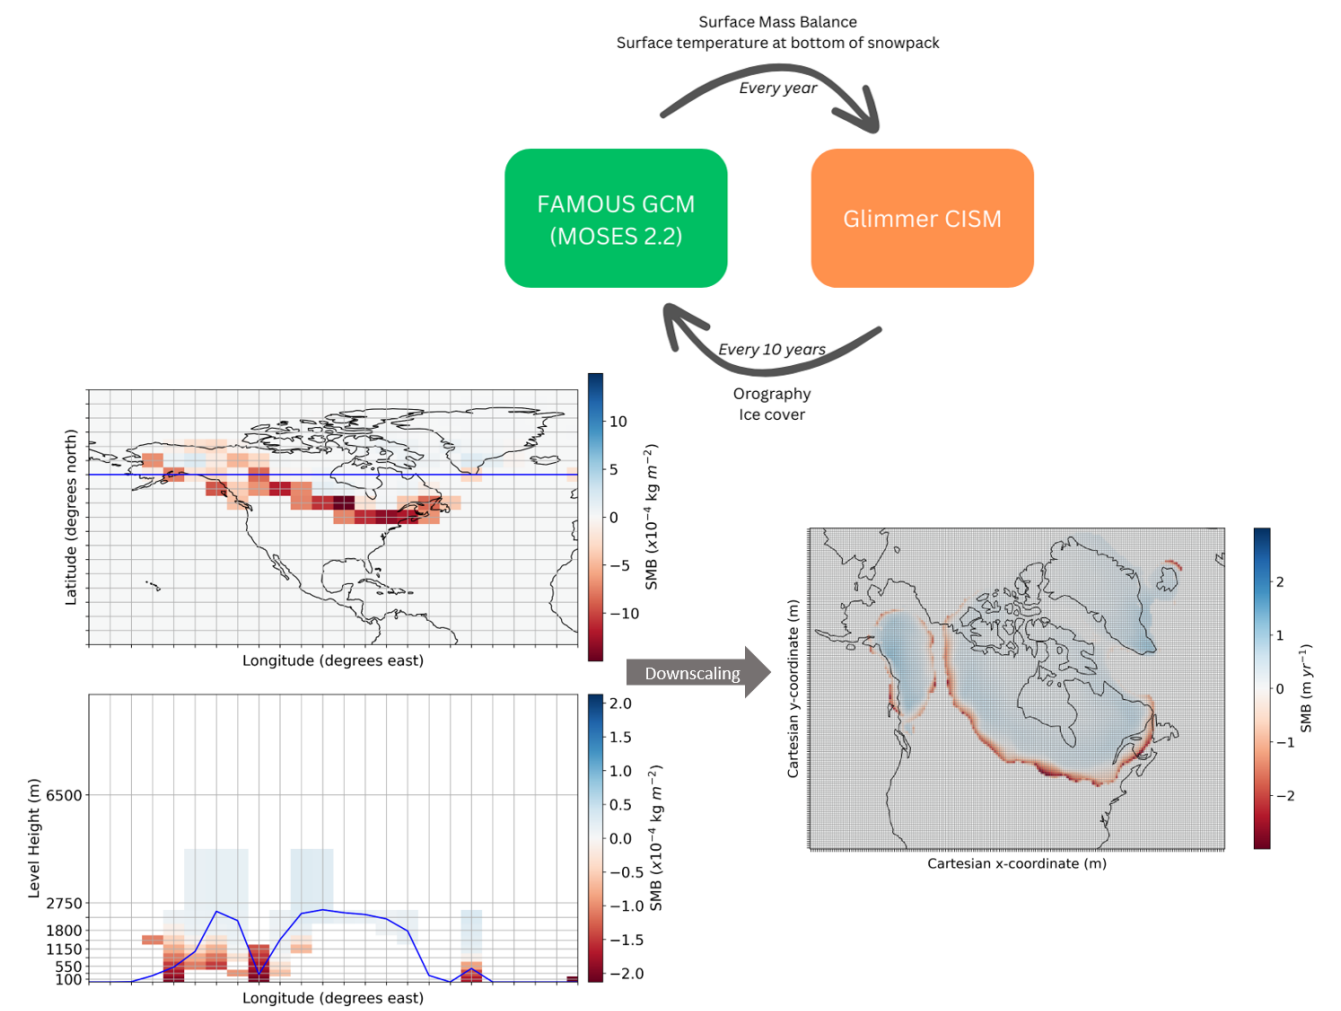 Surface Mass Balance
Surface temperature at bottom of snowpack
Every year
FAMOUS GCM
(MOSES 2.2)
Glimmer CISM
Every 10 years
Orography
Ice cover
Latitude (degrees north)
Longitude (degrees east)
10
5
0
−5
−10
SMB (x10⁻⁴ kg m⁻²)
Downscaling
Level Height (m)
6500
2750
1800
1150
550
100
Longitude (degrees east)
2.0
1.5
1.0
0.5
0.0
−0.5
−1.0
−1.5
−2.0
SMB (x10⁻⁴ kg m⁻²)
Cartesian y-coordinate (m)
Cartesian x-coordinate (m)
2
1
0
−1
−2
SMB (m yr⁻¹)